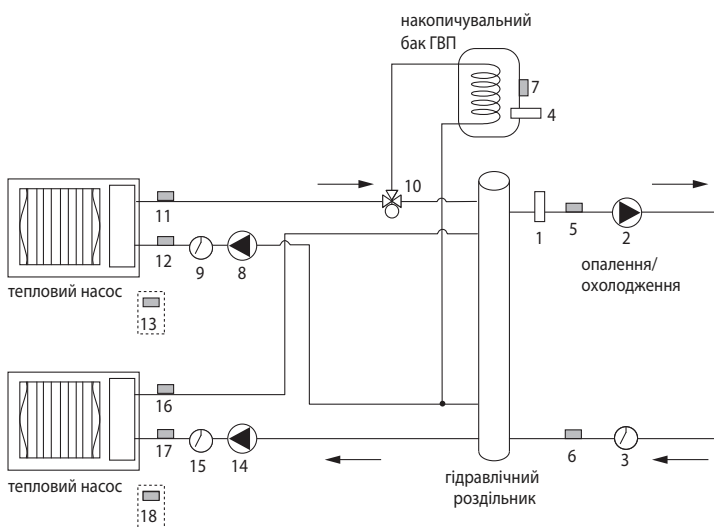 накопичувальний
бак ГВП
7
4
10
11
1
5
2
12
9
8
опалення/
охолодження
тепловий насос
13
16
17
15
14
6
3
гідравлічний
роздільник
тепловий насос
18